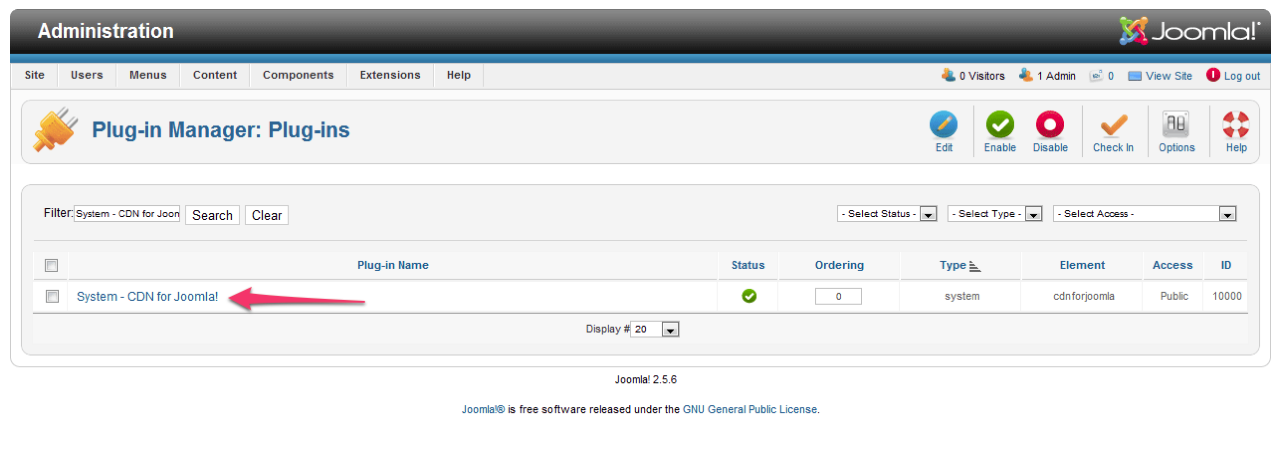 Administration
Joomla!
Site Users Menus Content Components Extensions Help 0 Visitors 1 Admin 0 View Site Log out
Plug-in Manager: Plug-ins
Edit Enable Disable Check In Options Help
Filter: System - CDN for Joon Search Clear - Select Status - - Select Type - - Select Access -
Plug-in Name Status Ordering Type Element Access ID
System - CDN for Joomla! 0 system cdnforjoomla Public 10000
Display # 20
Joomla! 2.5.6
Joomla!® is free software released under the GNU General Public License.